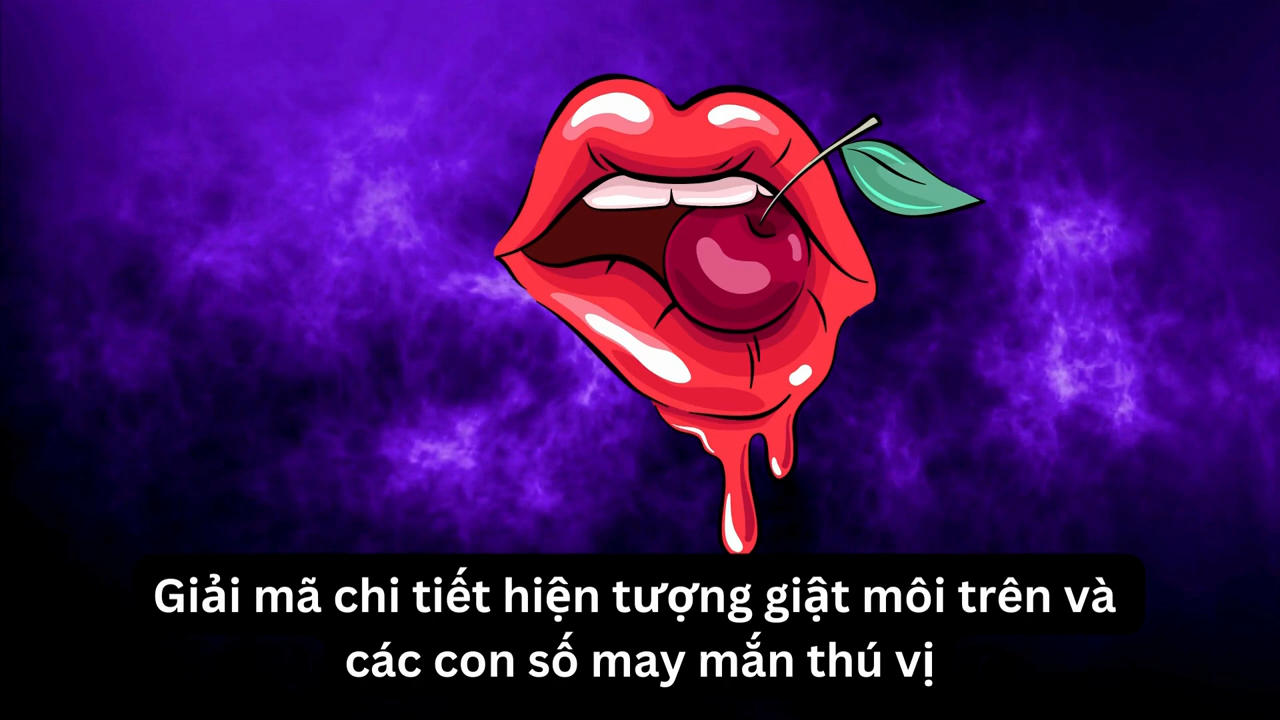 Giải mã chi tiết hiện tượng giật môi trên và
các con số may mắn thú vị